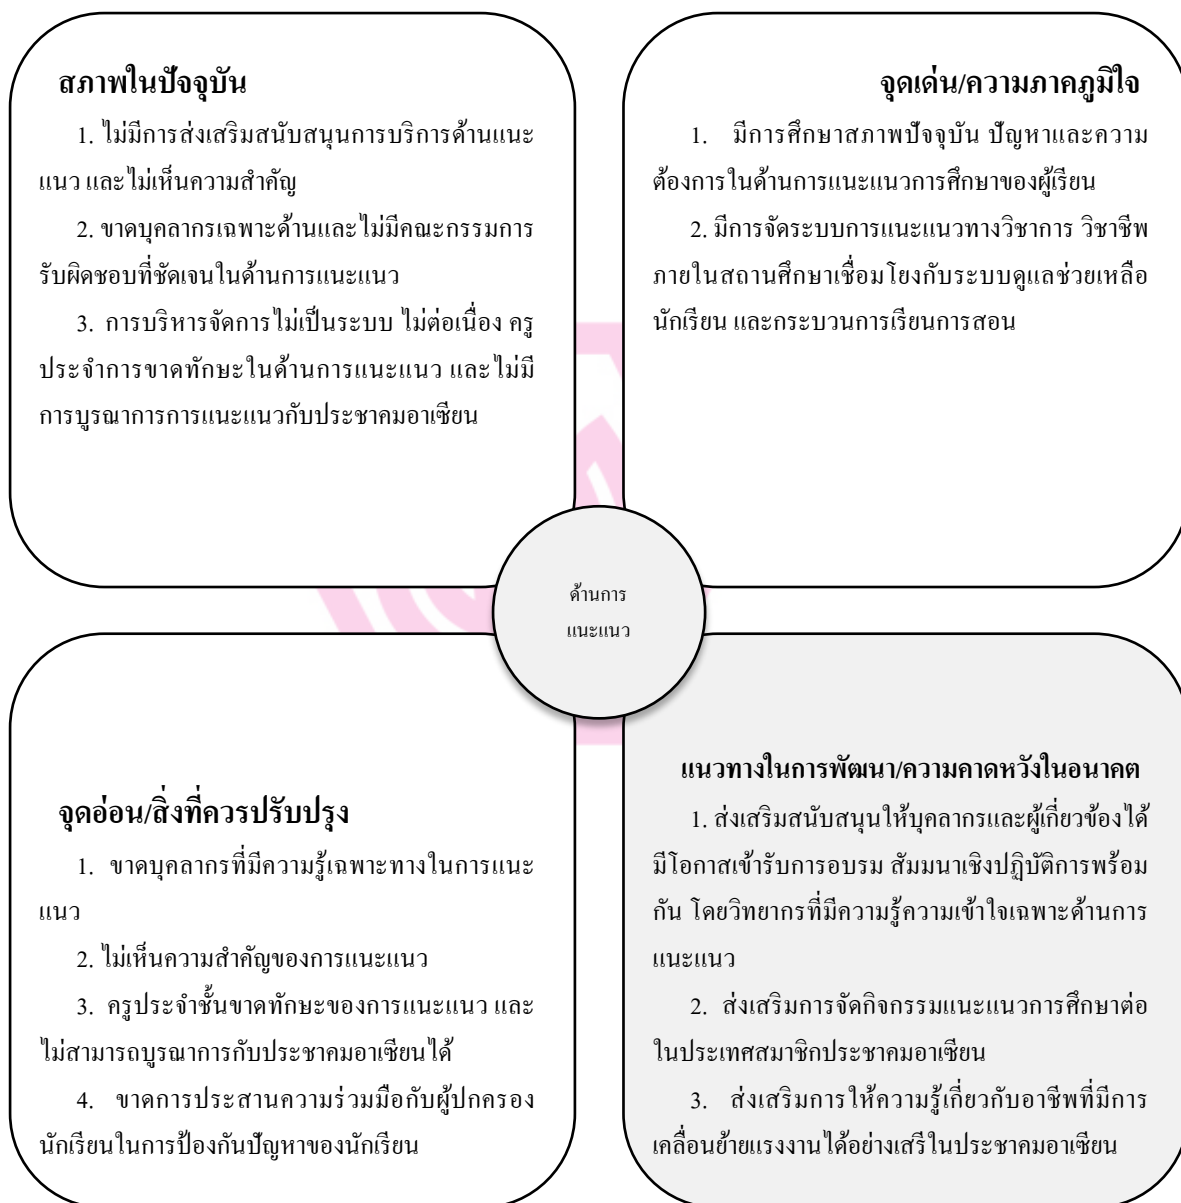 สภาพในปัจจุบัน
1. ไม่มีการส่งเสริมสนับสนุนการบริการด้านแนะ
แนว และไม่เห็นความสำคัญ
2. ขาดบุคลากรเฉพาะด้านและไม่มีคณะกรรมการ
รับผิดชอบที่ชัดเจนในด้านการแนะแนว
3. การบริหารจัดการไม่เป็นระบบ ไม่ต่อเนื่อง ครู
ประจำการขาดทักษะในด้านการแนะแนว และไม่มี
การบูรณาการการแนะแนวกับประชาคมอาเซียน
จุดเด่น/ความภาคภูมิใจ
1. มีการศึกษาสภาพปัจจุบัน ปัญหาและความ
ต้องการในด้านการแนะแนวการศึกษาของผู้เรียน
2. มีการจัดระบบการแนะแนวทางวิชาการ วิชาชีพ
ภายในสถานศึกษาเชื่อมโยงกับระบบดูแลช่วยเหลือ
นักเรียน และกระบวนการเรียนการสอน
ด้านการ
แนะแนว
จุดอ่อน/สิ่งที่ควรปรับปรุง
1. ขาดบุคลากรที่มีความรู้เฉพาะทางในการแนะ
แนว
2. ไม่เห็นความสำคัญของการแนะแนว
3. ครูประจำชั้นขาดทักษะของการแนะแนว และ
ไม่สามารถบูรณาการกับประชาคมอาเซียนได้
4. ขาดการประสานความร่วมมือกับผู้ปกครอง
นักเรียนในการป้องกันปัญหาของนักเรียน
แนวทางในการพัฒนา/ความคาดหวังในอนาคต
1. ส่งเสริมสนับสนุนให้บุคลากรและผู้เกี่ยวข้องได้
มีโอกาสเข้ารับการอบรม สัมมนาเชิงปฏิบัติการพร้อม
กัน โดยวิทยากรที่มีความรู้ความเข้าใจเฉพาะด้านการ
แนะแนว
2. ส่งเสริมการจัดกิจกรรมแนะแนวการศึกษาต่อ
ในประเทศสมาชิกประชาคมอาเซียน
3. ส่งเสริมการให้ความรู้เกี่ยวกับอาชีพที่มีการ
เคลื่อนย้ายแรงงานได้อย่างเสรีในประชาคมอาเซียน